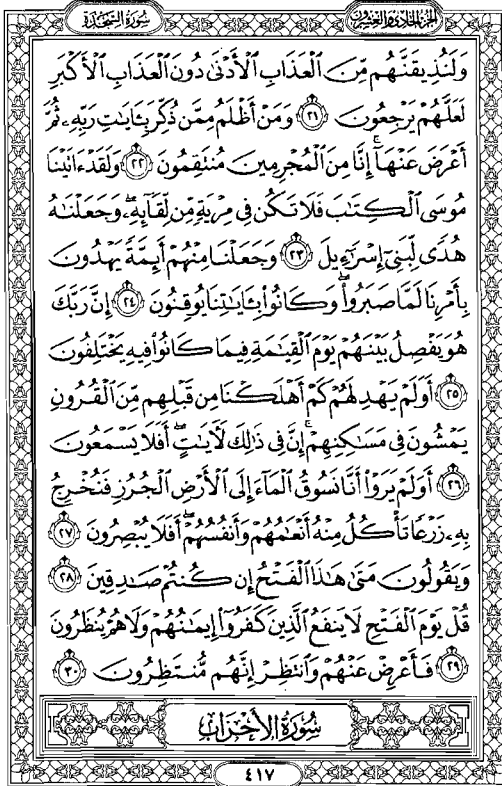 الجزء الحادي والعشرون
سورة السجدة
وَلَنُذِيقَنَّهُم مِّنَ ٱلْعَذَابِ ٱلْأَدْنَىٰ دُونَ ٱلْعَذَابِ ٱلْأَكْبَرِ
لَعَلَّهُمْ يَرْجِعُونَ ٢١ وَمَنْ أَظْلَمُ مِمَّن ذُكِّرَ بِـَٔايَـٰتِ رَبِّهِۦ ثُمَّ
أَعْرَضَ عَنْهَآ ۚ إِنَّا مِنَ ٱلْمُجْرِمِينَ مُنتَقِمُونَ ٢٢ وَلَقَدْ ءَاتَيْنَا
مُوسَى ٱلْكِتَـٰبَ فَلَا تَكُن فِى مِرْيَةٍ مِّن لِّقَآئِهِۦ ۖ وَجَعَلْنَـٰهُ
هُدًى لِّبَنِىٓ إِسْرَٰٓءِيلَ ٢٣ وَجَعَلْنَا مِنْهُمْ أَئِمَّةً يَهْدُونَ
بِأَمْرِنَا لَمَّا صَبَرُوا۟ ۖ وَكَانُوا۟ بِـَٔايَـٰتِنَا يُوقِنُونَ ٢٤ إِنَّ رَبَّكَ
هُوَ يَفْصِلُ بَيْنَهُمْ يَوْمَ ٱلْقِيَـٰمَةِ فِيمَا كَانُوا۟ فِيهِ يَخْتَلِفُونَ
٢٥ أَوَلَمْ يَهْدِ لَهُمْ كَمْ أَهْلَكْنَا مِن قَبْلِهِم مِّنَ ٱلْقُرُونِ
يَمْشُونَ فِى مَسَـٰكِنِهِمْ ۚ إِنَّ فِى ذَٰلِكَ لَـَٔايَـٰتٍ ۖ أَفَلَا يَسْمَعُونَ
٢٦ أَوَلَمْ يَرَوْا۟ أَنَّا نَسُوقُ ٱلْمَآءَ إِلَى ٱلْأَرْضِ ٱلْجُرُزِ فَنُخْرِجُ
بِهِۦ زَرْعًا تَأْكُلُ مِنْهُ أَنْعَـٰمُهُمْ وَأَنفُسُهُمْ ۖ أَفَلَا يُبْصِرُونَ ٢٧
وَيَقُولُونَ مَتَىٰ هَـٰذَا ٱلْفَتْحُ إِن كُنتُمْ صَـٰدِقِينَ ٢٨
قُلْ يَوْمَ ٱلْفَتْحِ لَا يَنفَعُ ٱلَّذِينَ كَفَرُوٓا۟ إِيمَـٰنُهُمْ وَلَا هُمْ يُنظَرُونَ
٢٩ فَأَعْرِضْ عَنْهُمْ وَٱنتَظِرْ إِنَّهُم مُّنتَظِرُونَ ٣٠
سورة الأحزاب
٤١٧